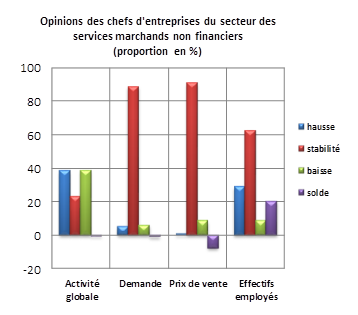 Opinions des chefs d'entreprises du secteur des
services marchands non financiers
(proportion en %)
100
80
60
40
20
0
-20
Activité
globale
Demande
Prix de vente
Effectifs
employés
hausse
stabilité
baisse
solde